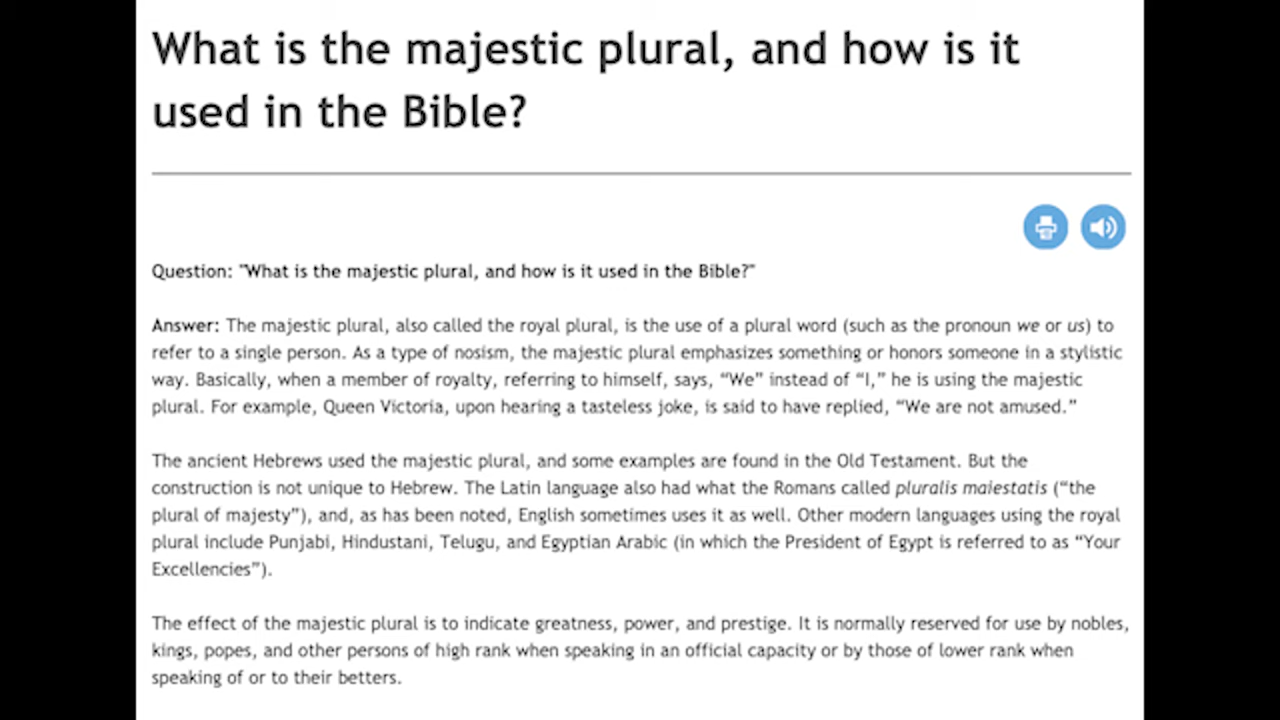 What is the majestic plural, and how is it
used in the Bible?
Question: "What is the majestic plural, and how is it used in the Bible?"
Answer: The majestic plural, also called the royal plural, is the use of a plural word (such as the pronoun we or us) to
refer to a single person. As a type of nosism, the majestic plural emphasizes something or honors someone in a stylistic
way. Basically, when a member of royalty, referring to himself, says, “We” instead of “I,” he is using the majestic
plural. For example, Queen Victoria, upon hearing a tasteless joke, is said to have replied, “We are not amused.”
The ancient Hebrews used the majestic plural, and some examples are found in the Old Testament. But the
construction is not unique to Hebrew. The Latin language also had what the Romans called pluralis maiestatis (“the
plural of majesty”), and, as has been noted, English sometimes uses it as well. Other modern languages using the royal
plural include Punjabi, Hindustani, Telugu, and Egyptian Arabic (in which the President of Egypt is referred to as “Your
Excellencies”).
The effect of the majestic plural is to indicate greatness, power, and prestige. It is normally reserved for use by nobles,
kings, popes, and other persons of high rank when speaking in an official capacity or by those of lower rank when
speaking of or to their betters.